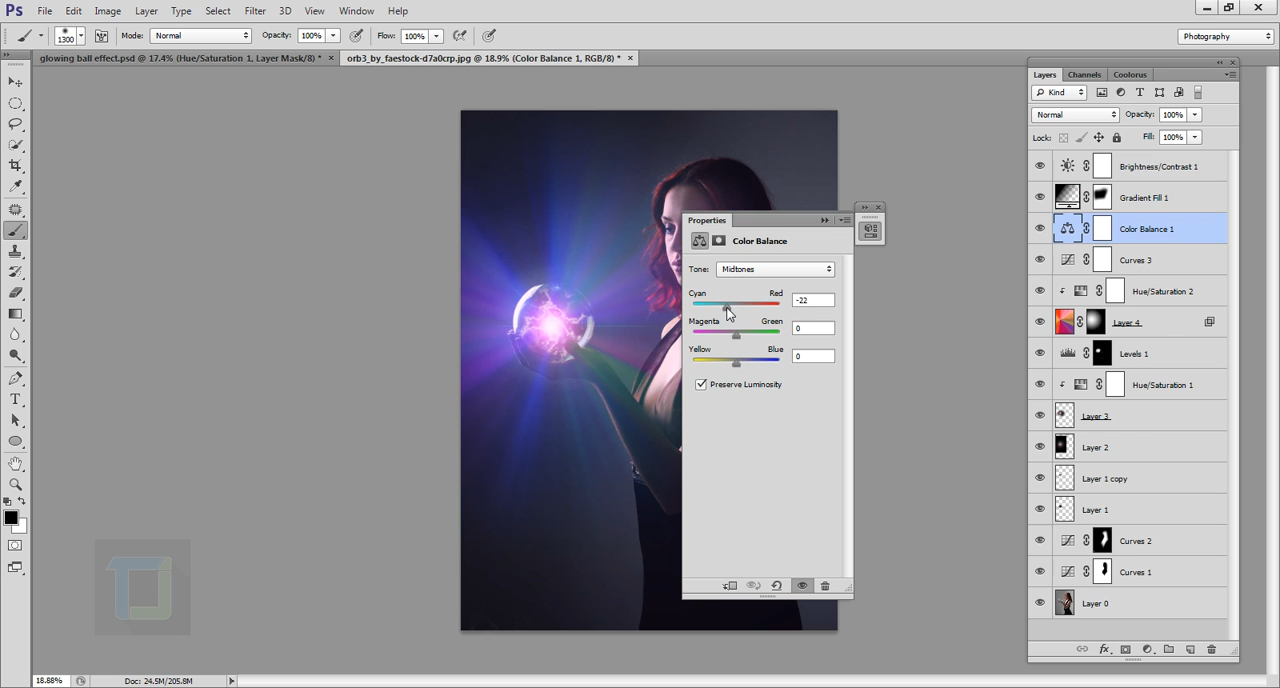 Ps File Edit Image Layer Type Select Filter 3D View Window Help
1300 Mode: Normal Opacity: 100% Flow: 100% Photography
glowing ball effect.psd @ 17.4% (Hue/Saturation 1, Layer Mask/8) * × orb3_by_faestock-d7a0crp.jpg @ 18.9% (Color Balance 1, RGB/8) * ×
Layers Channels Coolorus
Kind
Normal Opacity: 100%
Lock: Fill: 100%
Brightness/Contrast 1
Gradient Fill 1
Color Balance 1
Curves 3
Hue/Saturation 2
Layer 4
Levels 1
Hue/Saturation 1
Layer 3
Layer 2
Layer 1 copy
Layer 1
Curves 2
Curves 1
Layer 0
Properties
Color Balance
Tone: Midtones
Cyan Red -22
Magenta Green 0
Yellow Blue 0
Preserve Luminosity
18.88% Doc: 24.5M/205.8M